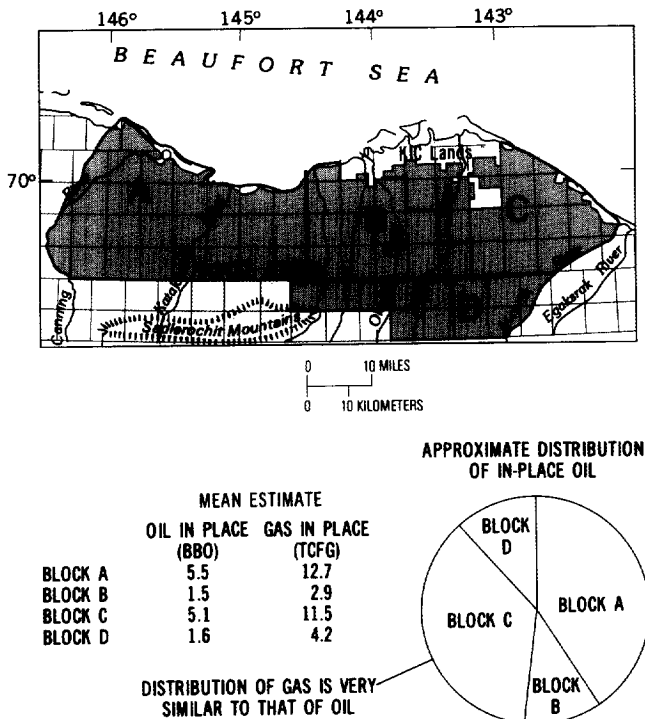 146° 145° 144° 143°
BEAUFORT SEA
KIC Lands
70°
A
C
B
D
Canning
Sadlerochit Mountains
Egaksrak River
0 10 MILES
0 10 KILOMETERS
APPROXIMATE DISTRIBUTION
OF IN-PLACE OIL
MEAN ESTIMATE
OIL IN PLACE GAS IN PLACE
(BBO) (TCFG)
BLOCK A 5.5 12.7
BLOCK B 1.5 2.9
BLOCK C 5.1 11.5
BLOCK D 1.6 4.2
BLOCK
D
BLOCK A
BLOCK C
BLOCK
B
DISTRIBUTION OF GAS IS VERY
SIMILAR TO THAT OF OIL